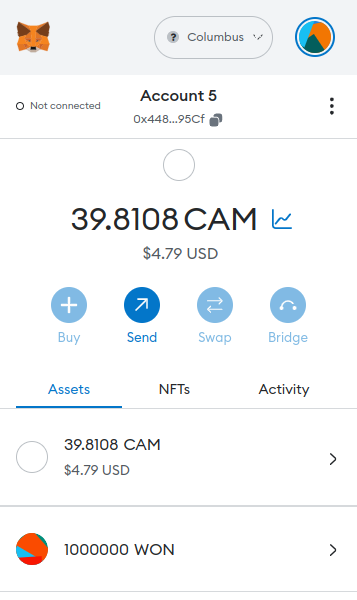 ? Columbus
Not connected
Account 5
0x448...95Cf
39.8108 CAM
$4.79 USD
Buy Send Swap Bridge
Assets NFTs Activity
39.8108 CAM
$4.79 USD
1000000 WON